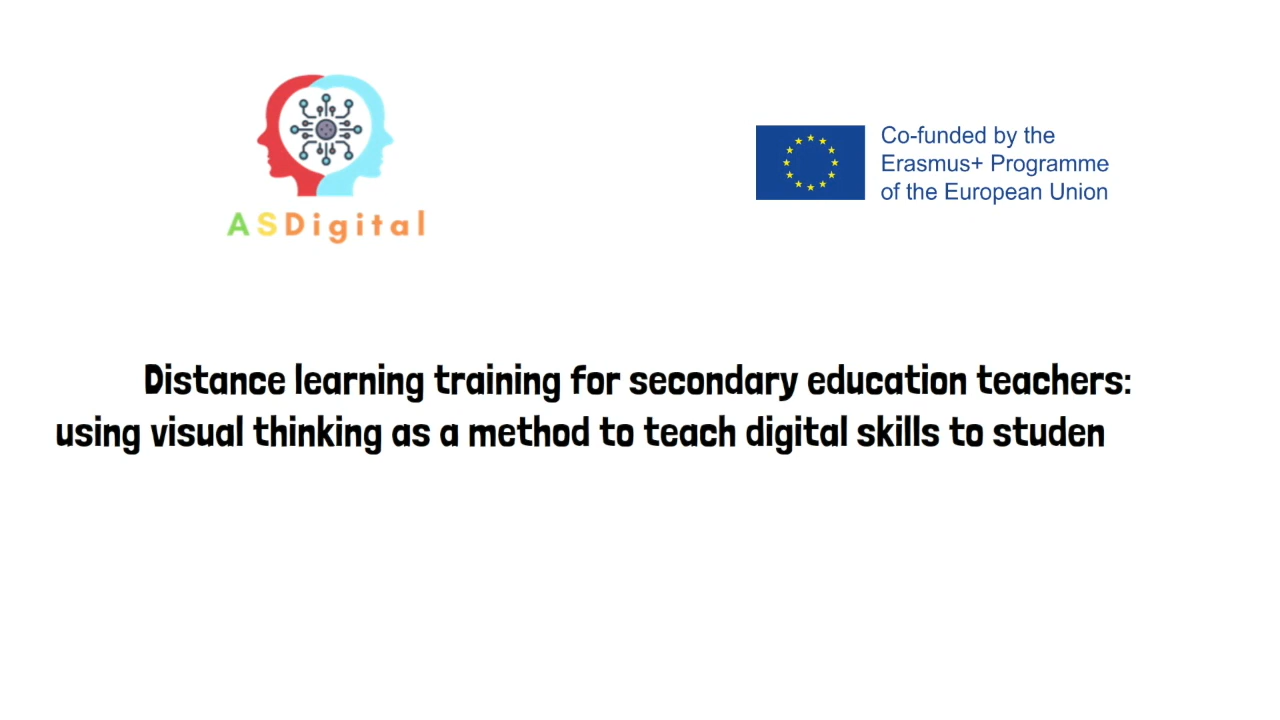 ASDigital
Co-funded by the
Erasmus+ Programme
of the European Union
Distance learning training for secondary education teachers:
using visual thinking as a method to teach digital skills to studen